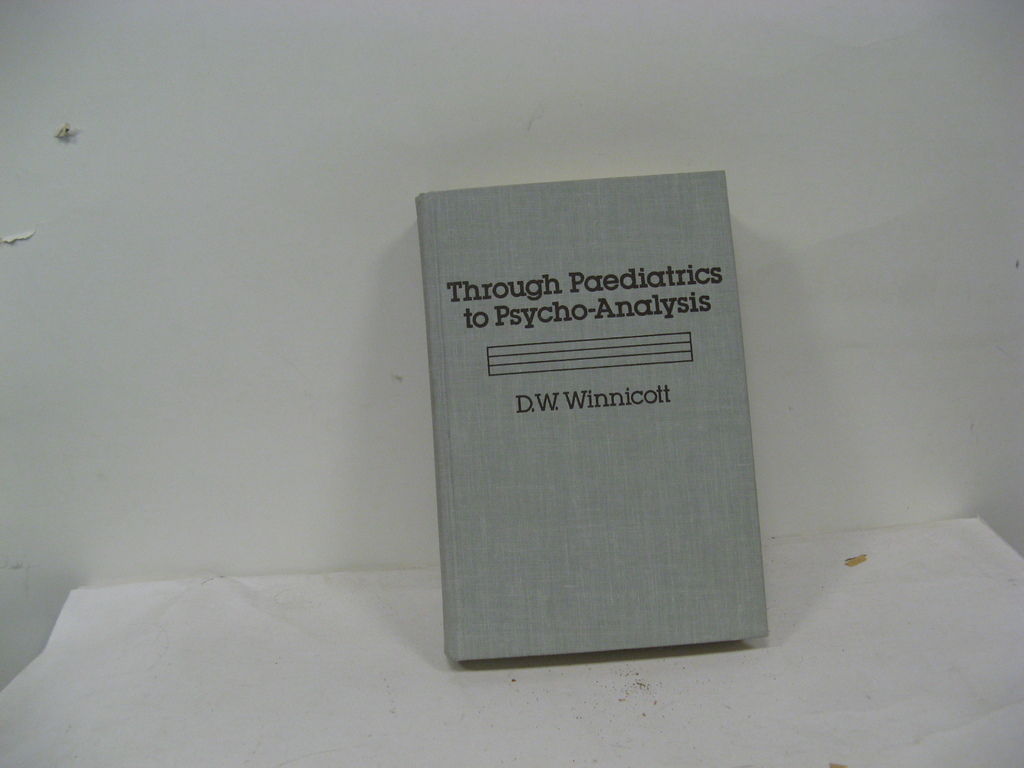 Through Paediatrics
to Psycho-Analysis
D.W. Winnicott